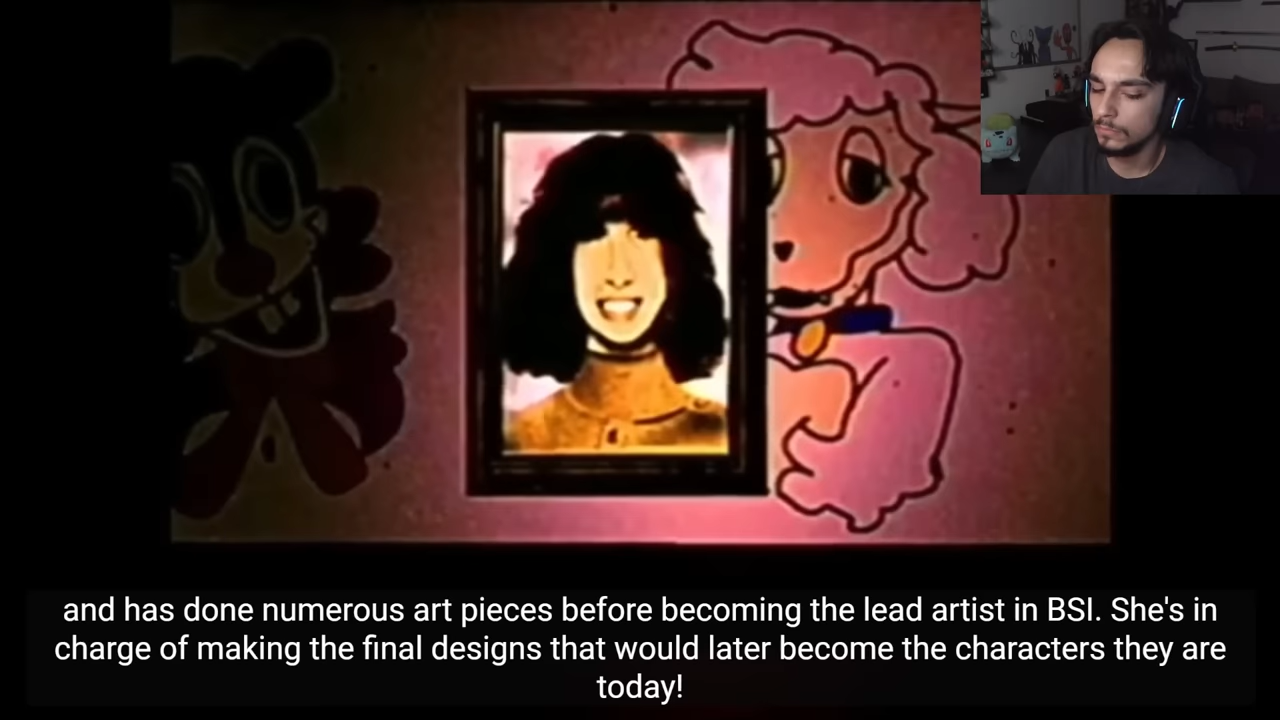 and has done numerous art pieces before becoming the lead artist in BSI. She's in
charge of making the final designs that would later become the characters they are
today!